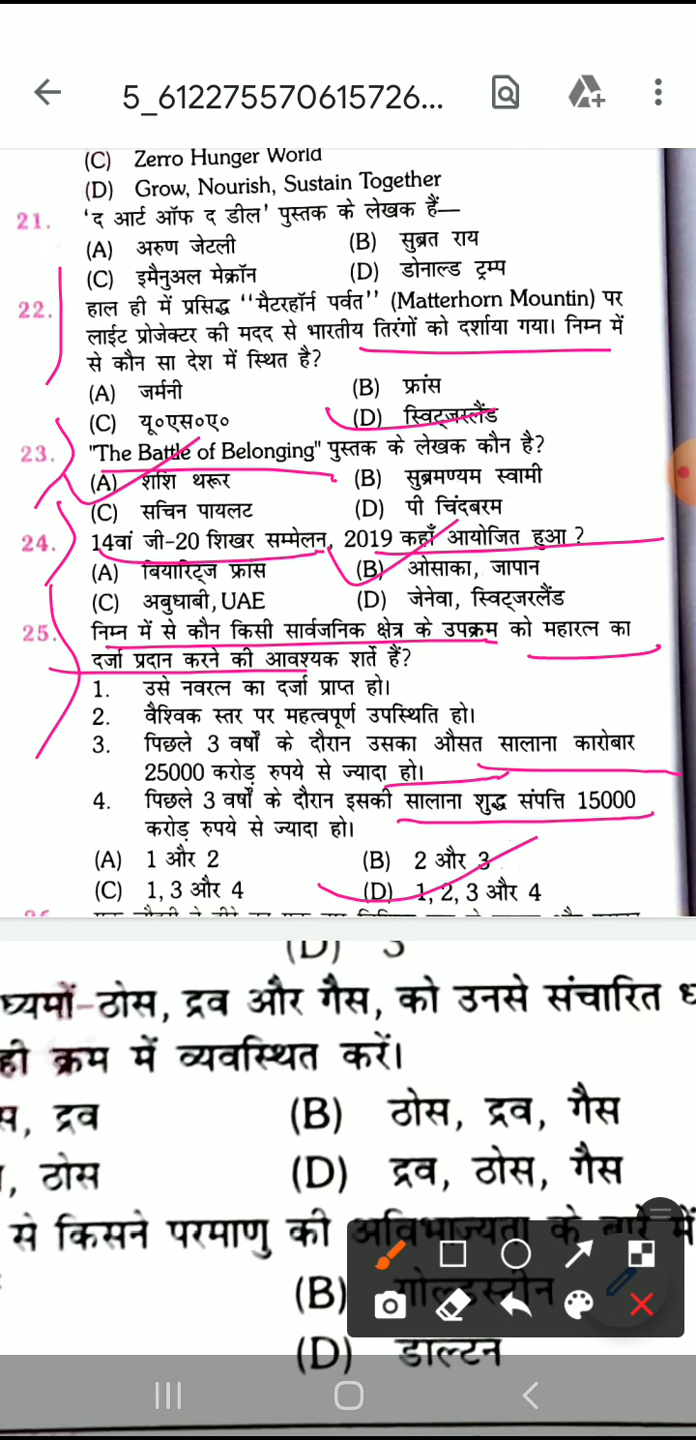 5_612275570615726...
(C) Zerro Hunger World
(D) Grow, Nourish, Sustain Together
21. 'द आर्ट ऑफ द डील' पुस्तक के लेखक हैं—
(A) अरुण जेटली (B) सुब्रत राय
(C) इमैनुअल मेक्रॉन (D) डोनाल्ड ट्रम्प
22. हाल ही में प्रसिद्ध ''मैटरहॉर्न पर्वत'' (Matterhorn Mountin) पर
लाईट प्रोजेक्टर की मदद से भारतीय तिरंगों को दर्शाया गया। निम्न में
से कौन सा देश में स्थित है?
(A) जर्मनी (B) फ्रांस
(C) यू०एस०ए० (D) स्विट्जरलैंड
23. "The Battle of Belonging" पुस्तक के लेखक कौन है?
(A) शशि थरूर (B) सुब्रमण्यम स्वामी
(C) सचिन पायलट (D) पी चिंदबरम
24. 14वां जी-20 शिखर सम्मेलन, 2019 कहाँ आयोजित हुआ ?
(A) बियारिट्ज फ्रांस (B) ओसाका, जापान
(C) अबुधाबी, UAE (D) जेनेवा, स्विट्जरलैंड
25. निम्न में से कौन किसी सार्वजनिक क्षेत्र के उपक्रम को महारत्न का
दर्जा प्रदान करने की आवश्यक शर्ते हैं?
1. उसे नवरत्न का दर्जा प्राप्त हो।
2. वैश्विक स्तर पर महत्वपूर्ण उपस्थिति हो।
3. पिछले 3 वर्षों के दौरान उसका औसत सालाना कारोबार
25000 करोड़ रुपये से ज्यादा हो।
4. पिछले 3 वर्षों के दौरान इसकी सालाना शुद्ध संपत्ति 15000
करोड़ रुपये से ज्यादा हो।
(A) 1 और 2 (B) 2 और 3
(C) 1, 3 और 4 (D) 1, 2, 3 और 4
(D) 3
ध्यमों-ठोस, द्रव और गैस, को उनसे संचारित
ही क्रम में व्यवस्थित करें।
स, द्रव (B) ठोस, द्रव, गैस
, ठोस (D) द्रव, ठोस, गैस
से किसने परमाणु की अविभाज्यता के बारे में
(B) गोल्डस्टीन
(D) डाल्टन